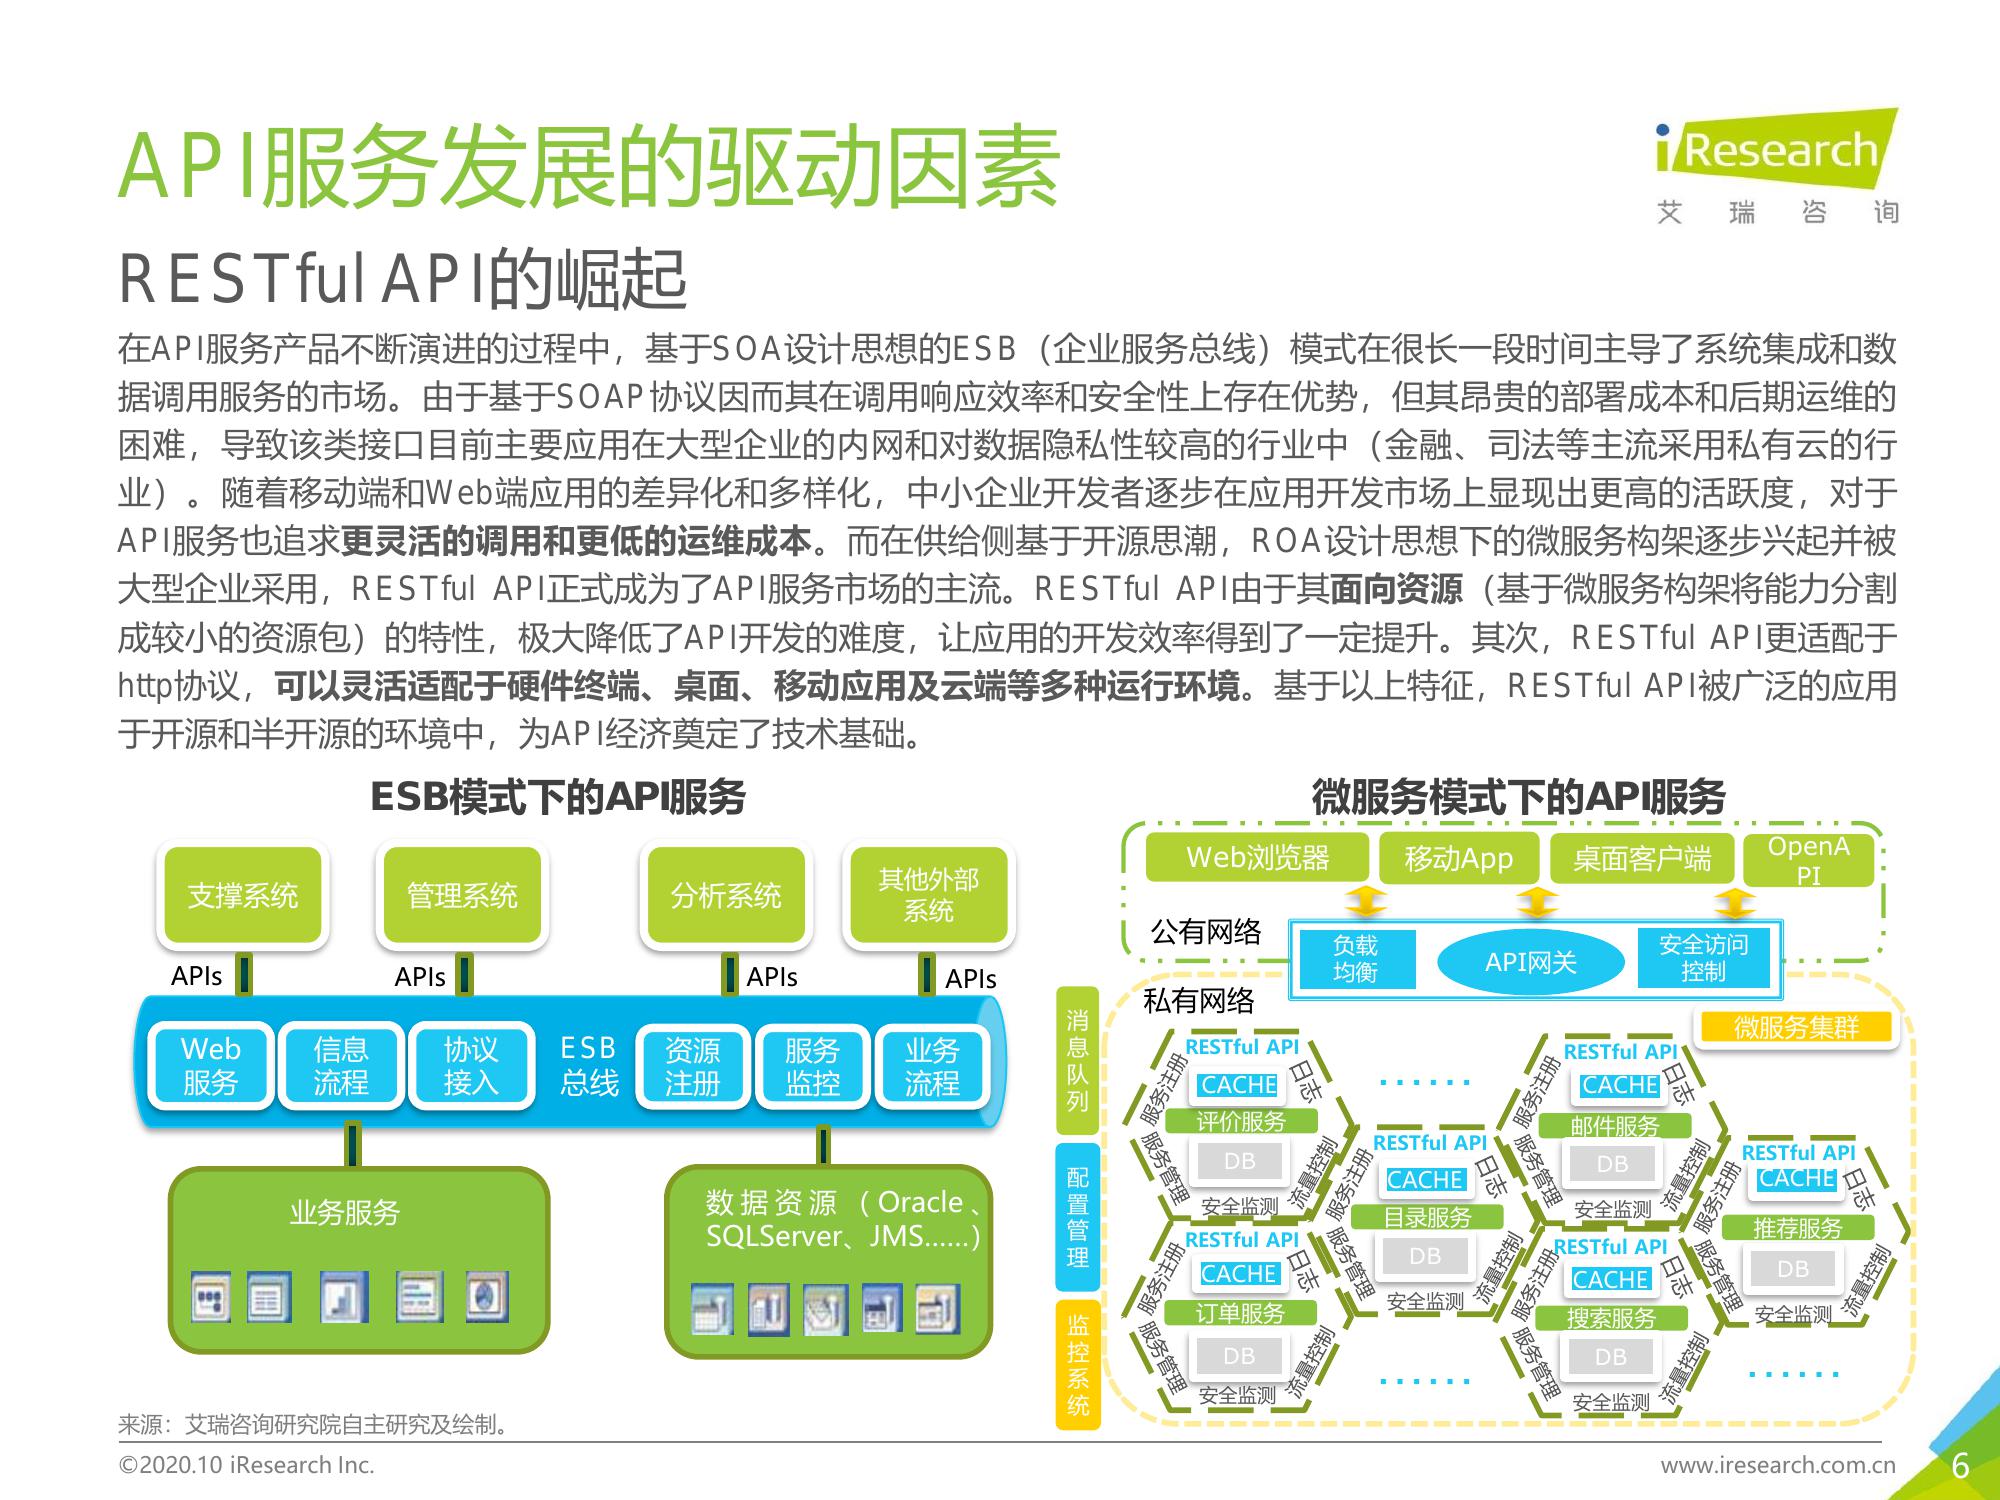 API服务发展的驱动因素
iResearch
艾瑞咨询
RESTful API的崛起
在API服务产品不断演进的过程中，基于SOA设计思想的ESB（企业服务总线）模式在很长一段时间主导了系统集成和数
据调用服务的市场。由于基于SOAP协议因而其在调用响应效率和安全性上存在优势，但其昂贵的部署成本和后期运维的
困难，导致该类接口目前主要应用在大型企业的内网和对数据隐私性较高的行业中（金融、司法等主流采用私有云的行
业）。随着移动端和Web端应用的差异化和多样化，中小企业开发者逐步在应用开发市场上显现出更高的活跃度，对于
API服务也追求更灵活的调用和更低的运维成本。而在供给侧基于开源思潮，ROA设计思想下的微服务构架逐步兴起并被
大型企业采用，RESTful API正式成为了API服务市场的主流。RESTful API由于其面向资源（基于微服务构架将能力分割
成较小的资源包）的特性，极大降低了API开发的难度，让应用的开发效率得到了一定提升。其次，RESTful API更适配于
http协议，可以灵活适配于硬件终端、桌面、移动应用及云端等多种运行环境。基于以上特征，RESTful API被广泛的应用
于开源和半开源的环境中，为API经济奠定了技术基础。
ESB模式下的API服务
支撑系统
管理系统
分析系统
其他外部
系统
APIs
APIs
APIs
APIs
Web
服务
信息
流程
协议
接入
ESB
总线
资源
注册
服务
监控
业务
流程
业务服务
数据资源（Oracle、
SQLServer、JMS……）
微服务模式下的API服务
Web浏览器
移动App
桌面客户端
OpenA
PI
公有网络
负载
均衡
API网关
安全访问
控制
私有网络
微服务集群
消息队列
配置管理
监控系统
RESTful API
CACHE
评价服务
DB
服务注册
日志
服务管理
流量控制
安全监测
……
RESTful API
CACHE
目录服务
DB
服务注册
日志
服务管理
流量控制
安全监测
RESTful API
CACHE
邮件服务
DB
服务注册
日志
服务管理
流量控制
安全监测
RESTful API
CACHE
推荐服务
DB
服务注册
日志
服务管理
流量控制
安全监测
RESTful API
CACHE
订单服务
DB
服务注册
日志
服务管理
流量控制
安全监测
……
RESTful API
CACHE
搜索服务
DB
服务注册
日志
服务管理
流量控制
安全监测
……
来源：艾瑞咨询研究院自主研究及绘制。
©2020.10 iResearch Inc.
www.iresearch.com.cn
6